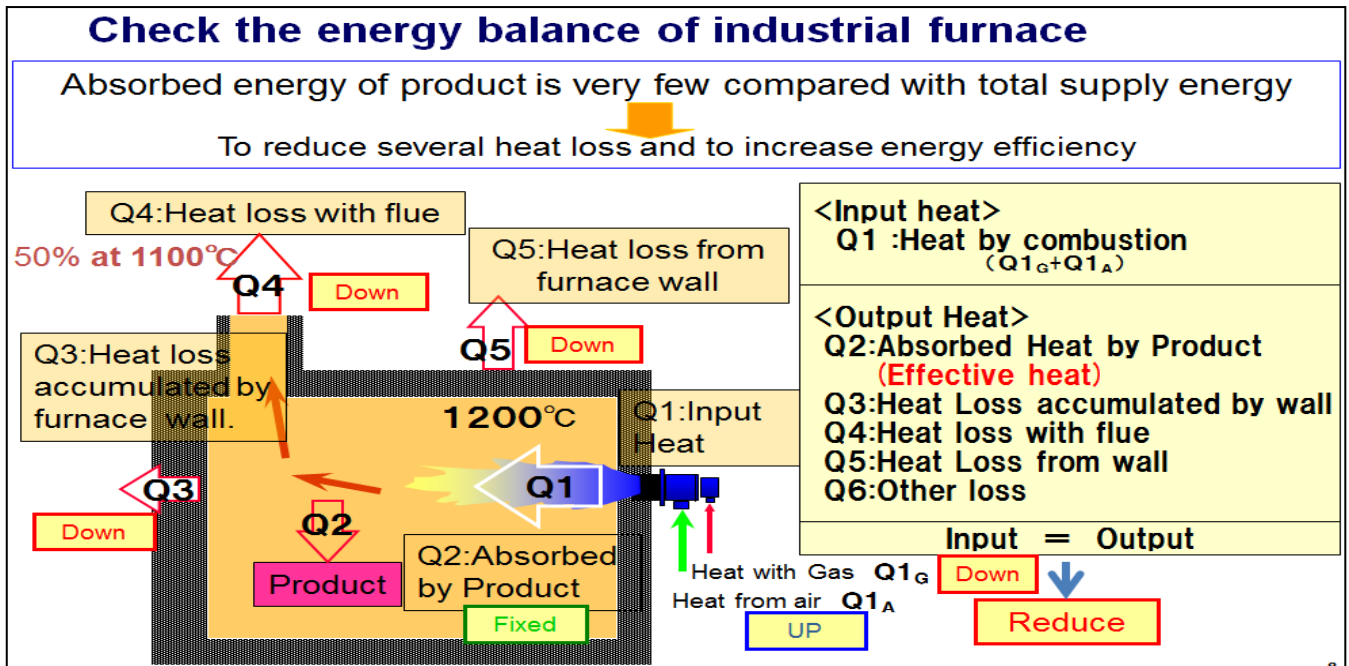 Check the energy balance of industrial furnace
Absorbed energy of product is very few compared with total supply energy
To reduce several heat loss and to increase energy efficiency
Q4:Heat loss with flue
50% at 1100℃
Q4
Down
Q5:Heat loss from
furnace wall
Q5
Down
Q3:Heat loss
accumulated by
furnace wall.
Q3
Down
1200℃
Q1:Input
Heat
Q1
Q2
Product
Q2:Absorbed
by Product
Fixed
Heat with Gas Q1G
Down
Heat from air Q1A
UP
<Input heat>
Q1 :Heat by combustion
(Q1G+Q1A)
<Output Heat>
Q2:Absorbed Heat by Product
(Effective heat)
Q3:Heat Loss accumulated by wall
Q4:Heat loss with flue
Q5:Heat Loss from wall
Q6:Other loss
Input = Output
Reduce